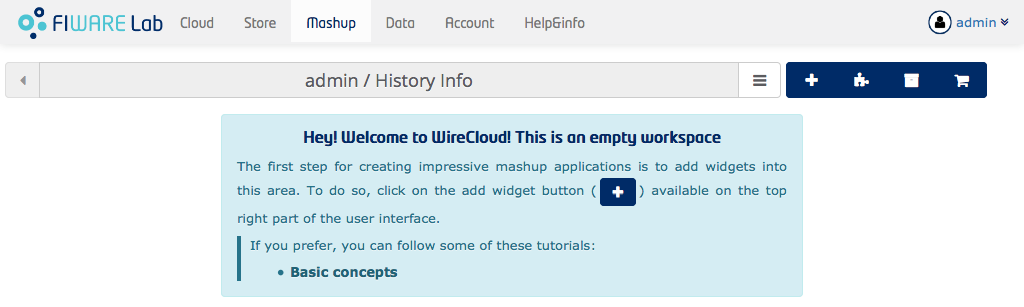 FIWARE Lab Cloud Store Mashup Data Account Help&info admin
admin / History Info
Hey! Welcome to WireCloud! This is an empty workspace
The first step for creating impressive mashup applications is to add widgets into
this area. To do so, click on the add widget button ( + ) available on the top
right part of the user interface.
If you prefer, you can follow some of these tutorials:
• Basic concepts